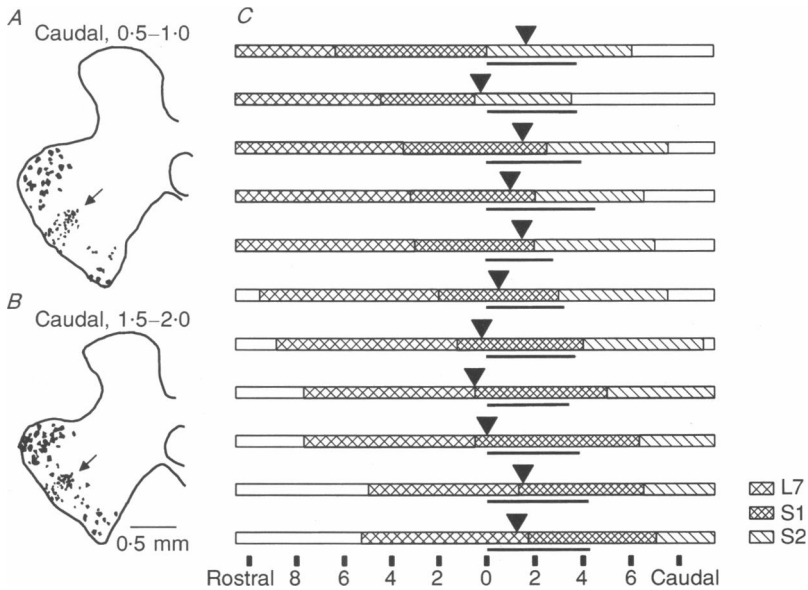 A
Caudal, 0·5–1·0
B
Caudal, 1·5–2·0
0·5 mm
C
L7
S1
S2
Rostral 8 6 4 2 0 2 4 6 Caudal